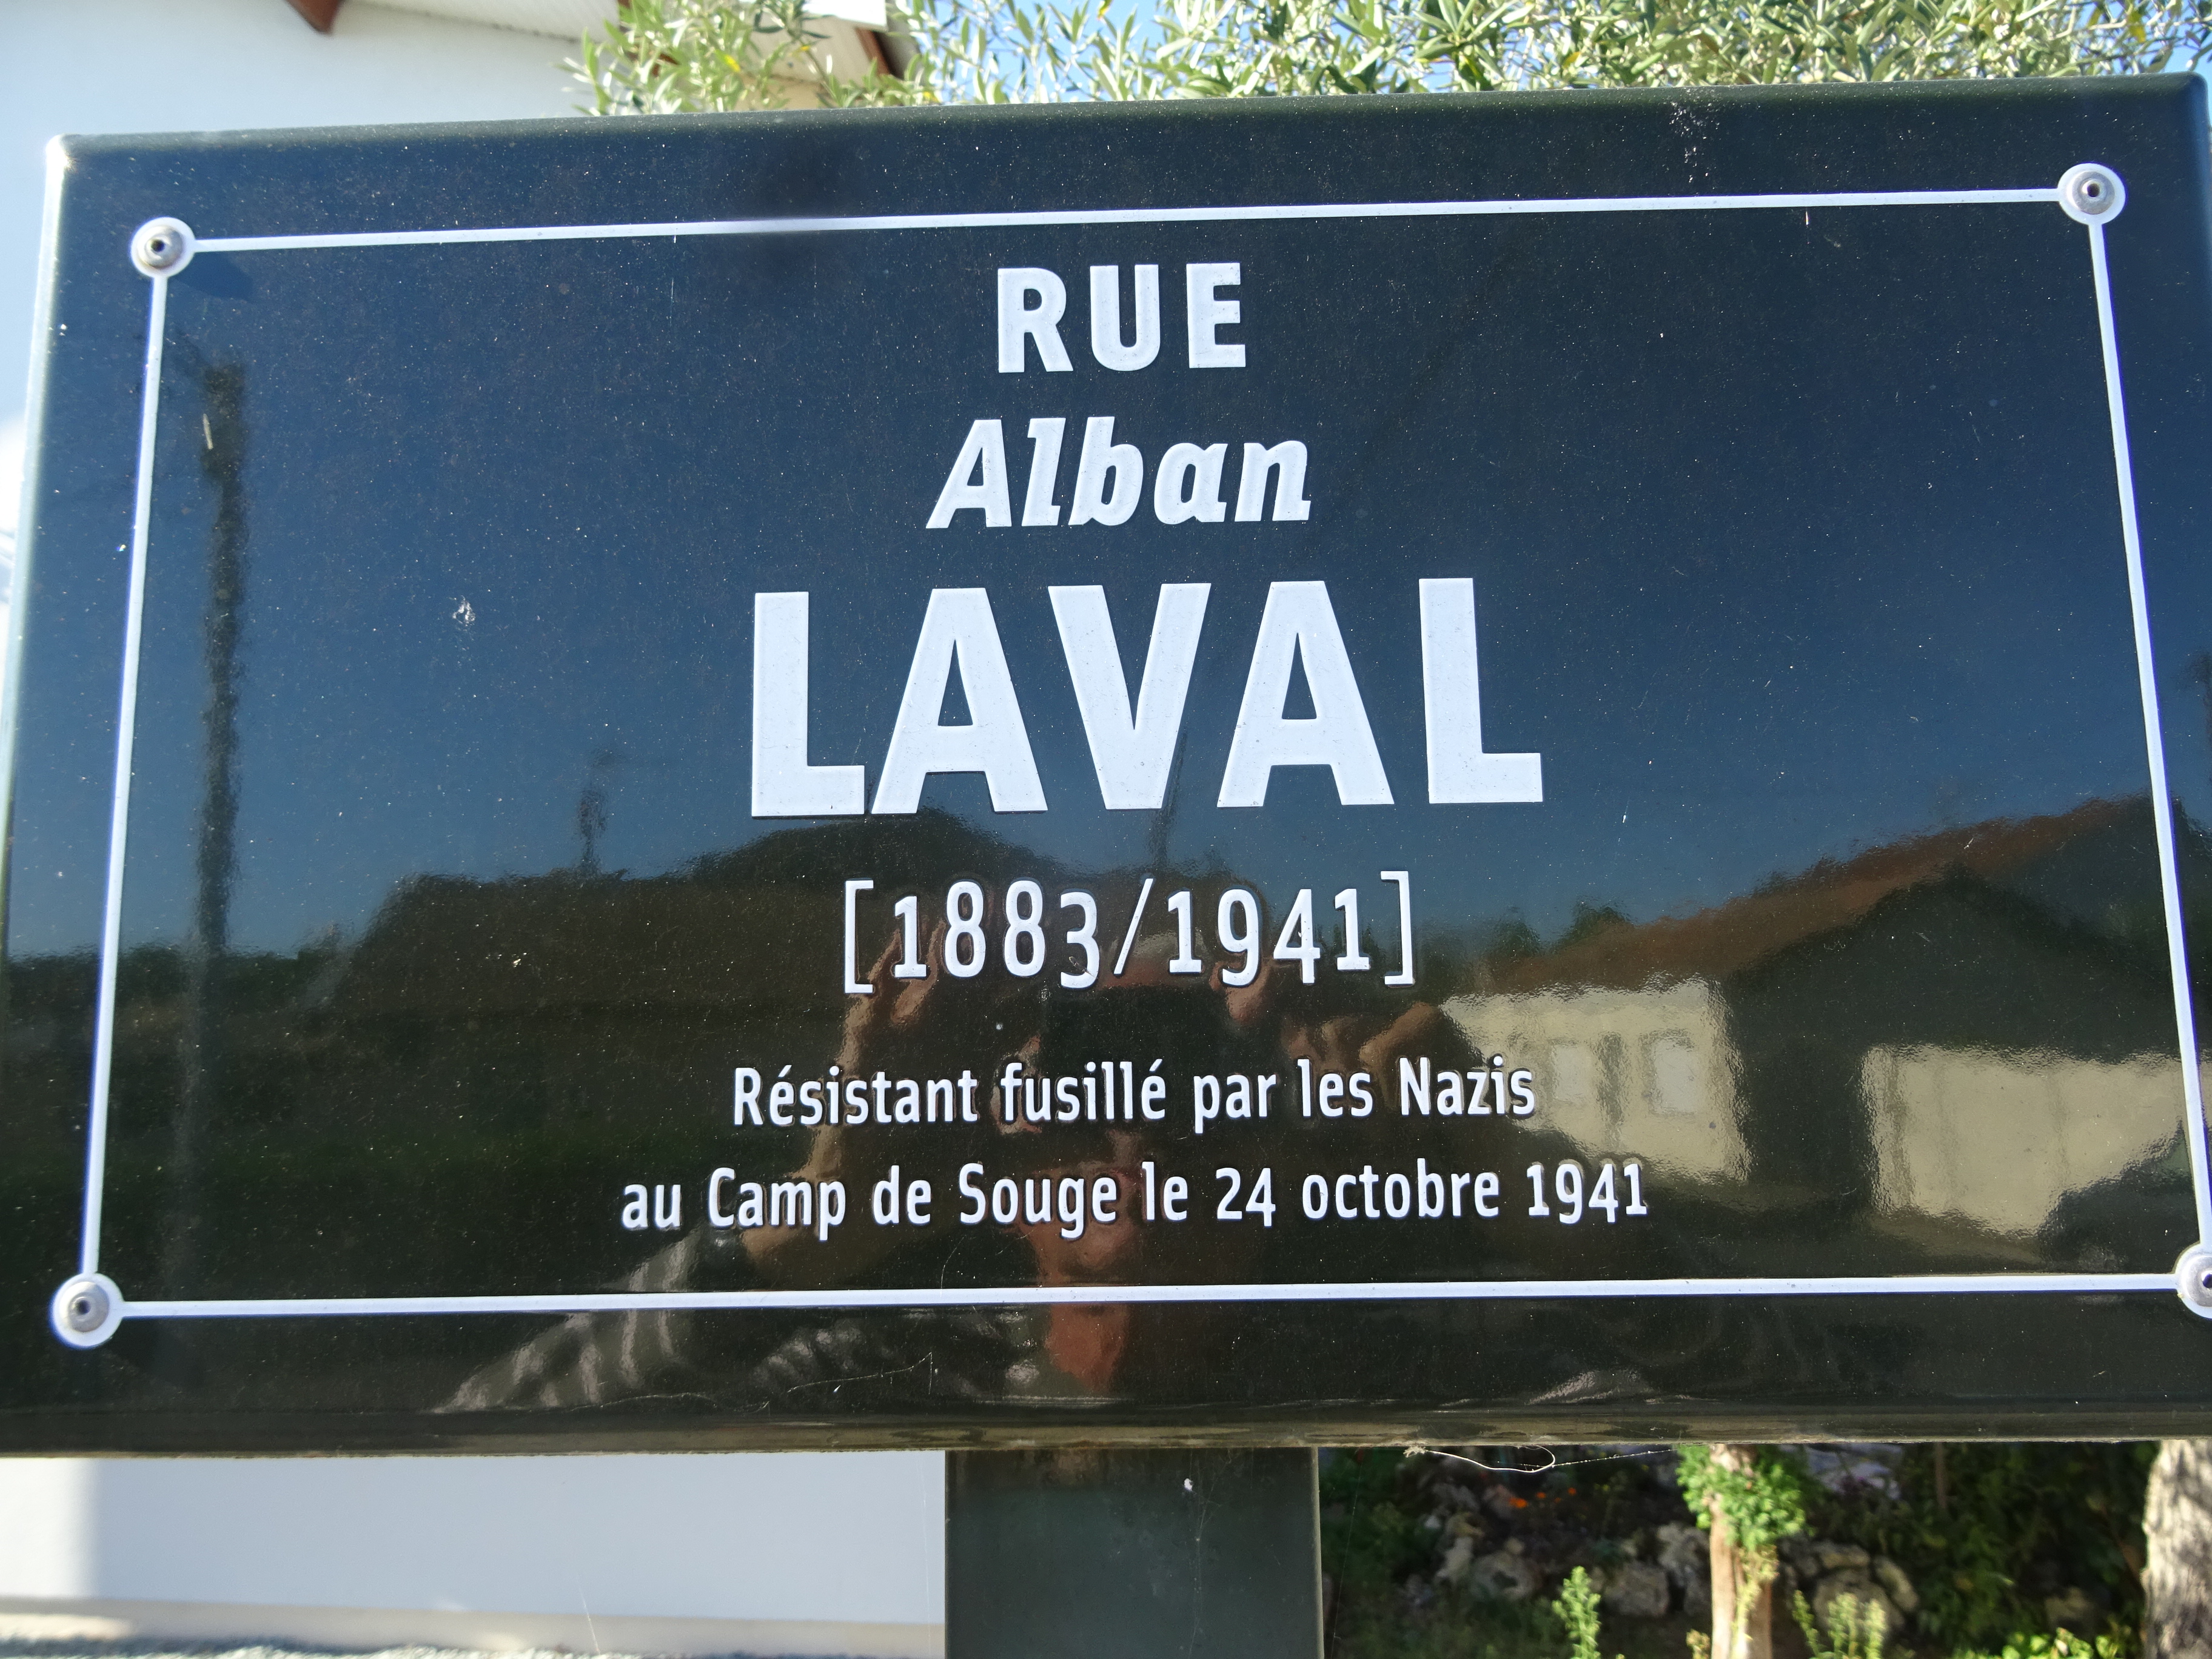 RUE
Alban
LAVAL
[1883/1941]
Résistant fusillé par les Nazis
au Camp de Souge le 24 octobre 1941